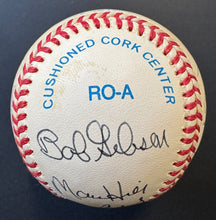 CUSHIONED CORK CENTER
RO-A
Bob Gibson